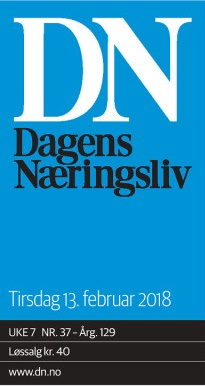 DN
Dagens
Næringsliv
Tirsdag 13. februar 2018
UKE 7 NR. 37 – Årg. 129
Løssalg kr. 40
www.dn.no